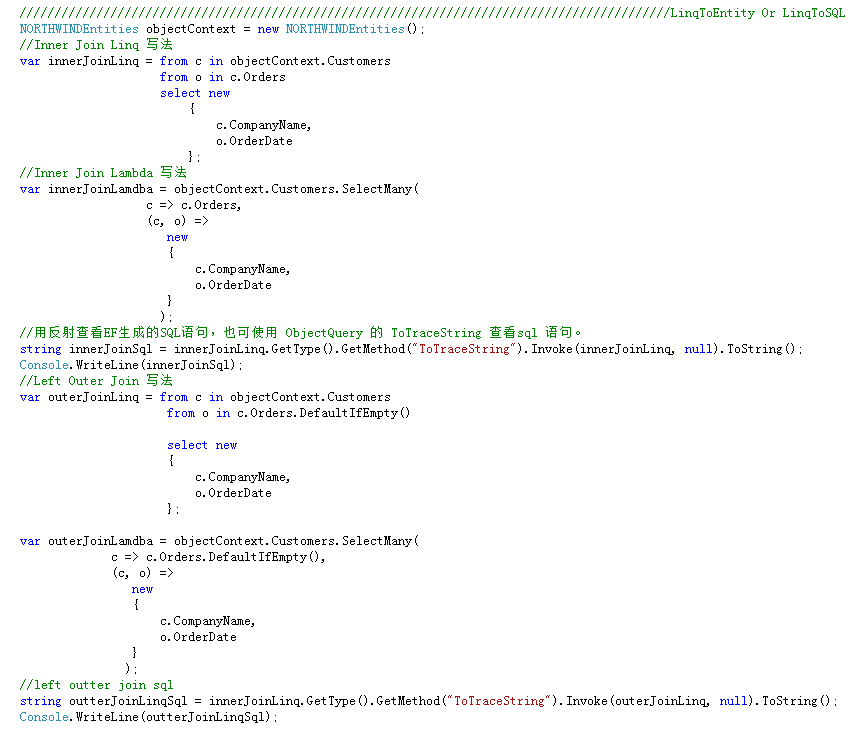 /////////////////////////////////////////////////////////////////////////////////////////////LinqToEntity Or LinqToSQL
NORTHWINDEntities objectContext = new NORTHWINDEntities();
//Inner Join Linq 写法
var innerJoinLinq = from c in objectContext.Customers
from o in c.Orders
select new
{
c.CompanyName,
o.OrderDate
};
//Inner Join Lambda 写法
var innerJoinLamdba = objectContext.Customers.SelectMany(
c => c.Orders,
(c, o) =>
new
{
c.CompanyName,
o.OrderDate
}
);
//用反射查看EF生成的SQL语句，也可使用 ObjectQuery 的 ToTraceString 查看sql 语句。
string innerJoinSql = innerJoinLinq.GetType().GetMethod("ToTraceString").Invoke(innerJoinLinq, null).ToString();
Console.WriteLine(innerJoinSql);
//Left Outer Join 写法
var outerJoinLinq = from c in objectContext.Customers
from o in c.Orders.DefaultIfEmpty()
select new
{
c.CompanyName,
o.OrderDate
};
var outerJoinLamdba = objectContext.Customers.SelectMany(
c => c.Orders.DefaultIfEmpty(),
(c, o) =>
new
{
c.CompanyName,
o.OrderDate
}
);
//left outter join sql
string outterJoinLinqSql = innerJoinLinq.GetType().GetMethod("ToTraceString").Invoke(outerJoinLinq, null).ToString();
Console.WriteLine(outterJoinLinqSql);